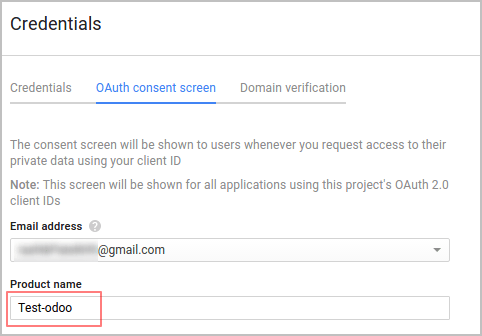 Credentials
Credentials OAuth consent screen Domain verification
The consent screen will be shown to users whenever you request access to their
private data using your client ID
Note: This screen will be shown for all applications using this project's OAuth 2.0
client IDs
Email address ?
@gmail.com
Product name
Test-odoo